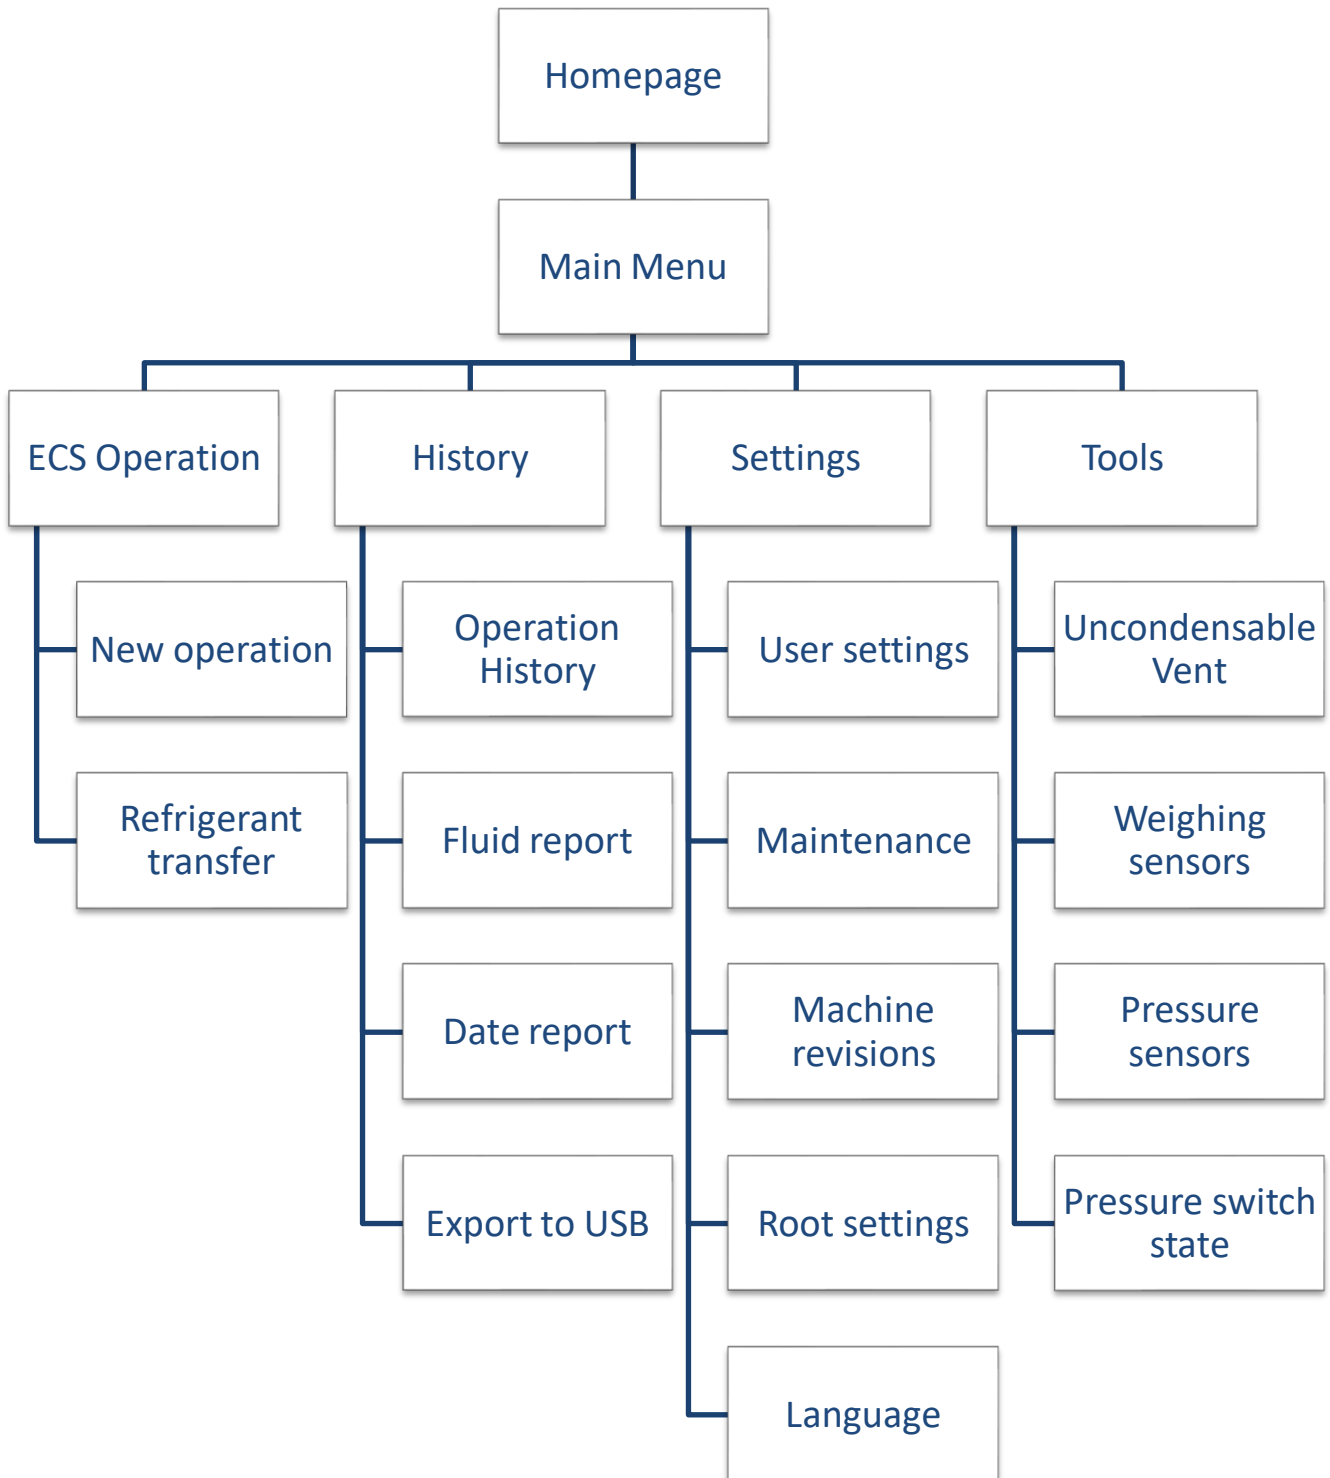 Homepage
Main Menu
ECS Operation
History
Settings
Tools
New operation
Operation
History
User settings
Uncondensable
Vent
Refrigerant
transfer
Fluid report
Maintenance
Weighing
sensors
Date report
Machine
revisions
Pressure
sensors
Export to USB
Root settings
Pressure switch
state
Language